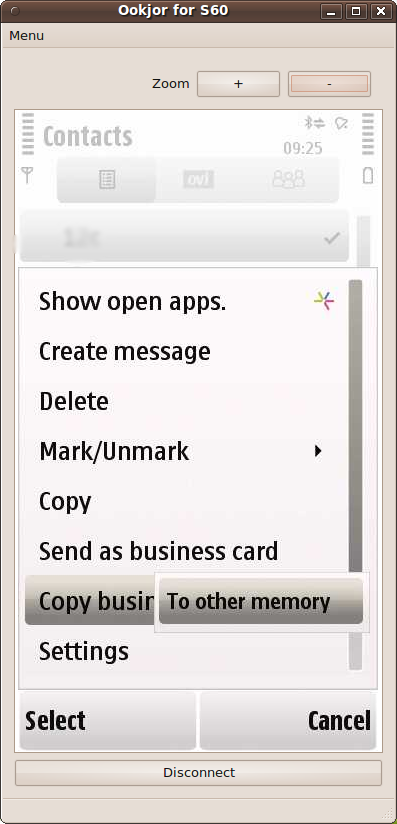 Ookjor for S60
Menu
Zoom + -
Contacts
09:25
ovi
Show open apps.
Create message
Delete
Mark/Unmark
Copy
Send as business card
Copy busin
To other memory
Settings
Select Cancel
Disconnect